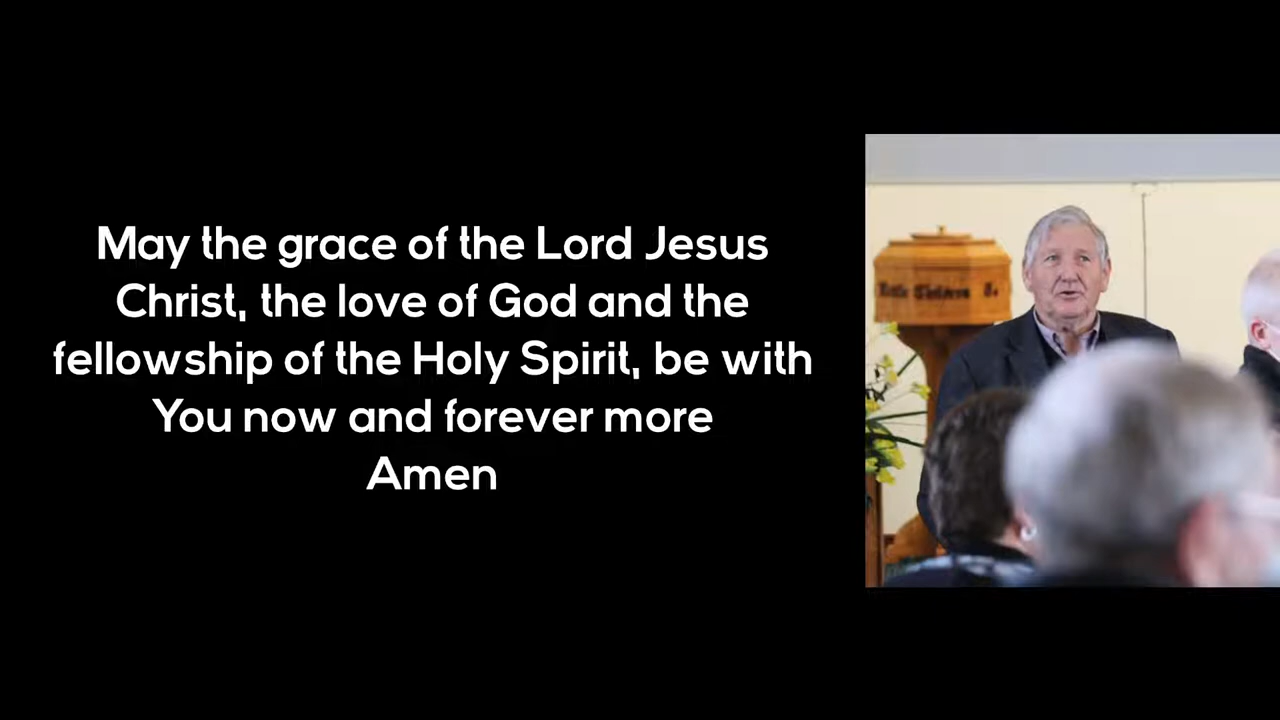 May the grace of the Lord Jesus
Christ, the love of God and the
fellowship of the Holy Spirit, be with
You now and forever more
Amen